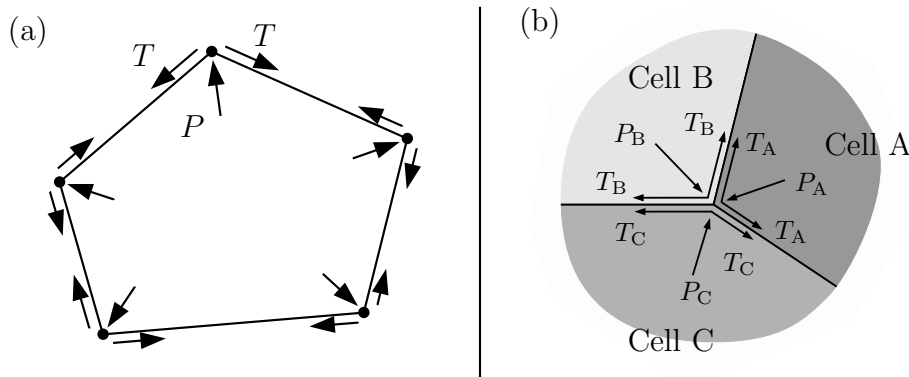 (a)
T
T
P
(b)
Cell B
Cell A
P_B
T_B
T_A
T_B
P_A
T_C
T_A
T_C
P_C
Cell C